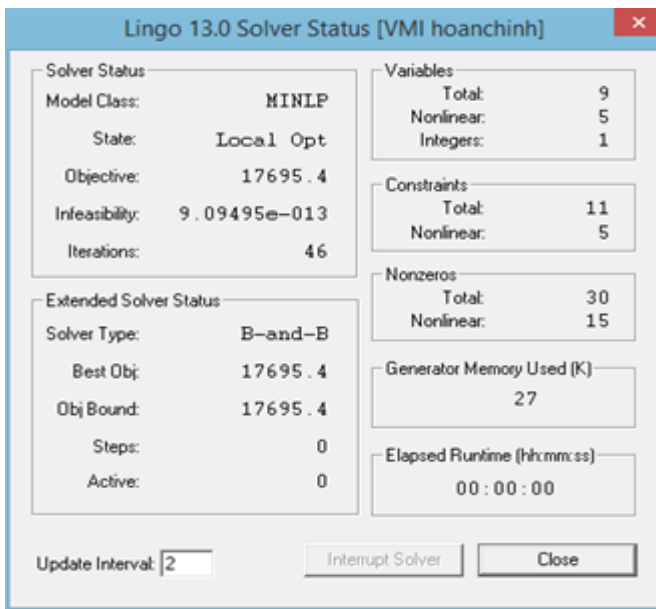 Lingo 13.0 Solver Status [VMI hoanchinh]
Solver Status
Model Class: MINLP
State: Local Opt
Objective: 17695.4
Infeasibility: 9.09495e-013
Iterations: 46
Extended Solver Status
Solver Type: B-and-B
Best Obj: 17695.4
Obj Bound: 17695.4
Steps: 0
Active: 0
Variables
Total: 9
Nonlinear: 5
Integers: 1
Constraints
Total: 11
Nonlinear: 5
Nonzeros
Total: 30
Nonlinear: 15
Generator Memory Used (K)
27
Elapsed Runtime (hh:mm:ss)
00:00:00
Update Interval: 2
Interrupt Solver
Close